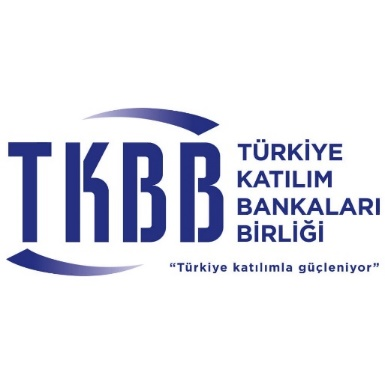 TKBB
TÜRKİYE
KATILIM
BANKALARI
BİRLİĞİ
“Türkiye katılımla güçleniyor”